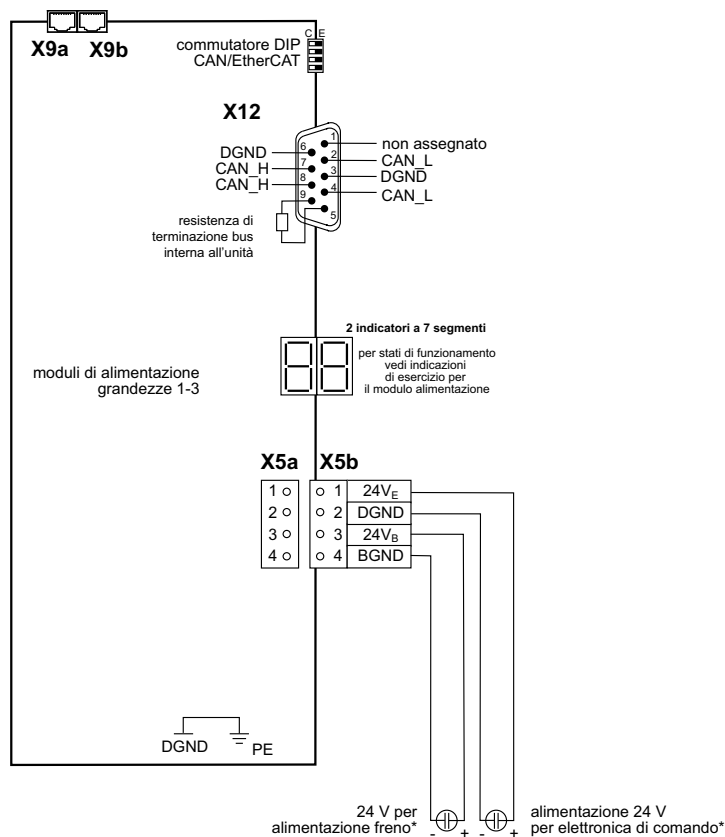 X9a X9b
commutatore DIP
CAN/EtherCAT
C E
X12
1 non assegnato
DGND 6
2 CAN_L
CAN_H 7
3 DGND
CAN_H 8
4 CAN_L
9
5
resistenza di
terminazione bus
interna all'unità
2 indicatori a 7 segmenti
per stati di funzionamento
vedi indicazioni
di esercizio per
il modulo alimentazione
moduli di alimentazione
grandezze 1-3
X5a X5b
1 1 24VE
2 2 DGND
3 3 24VB
4 4 BGND
DGND PE
24 V per
alimentazione freno*
- +
- +
alimentazione 24 V
per elettronica di comando*